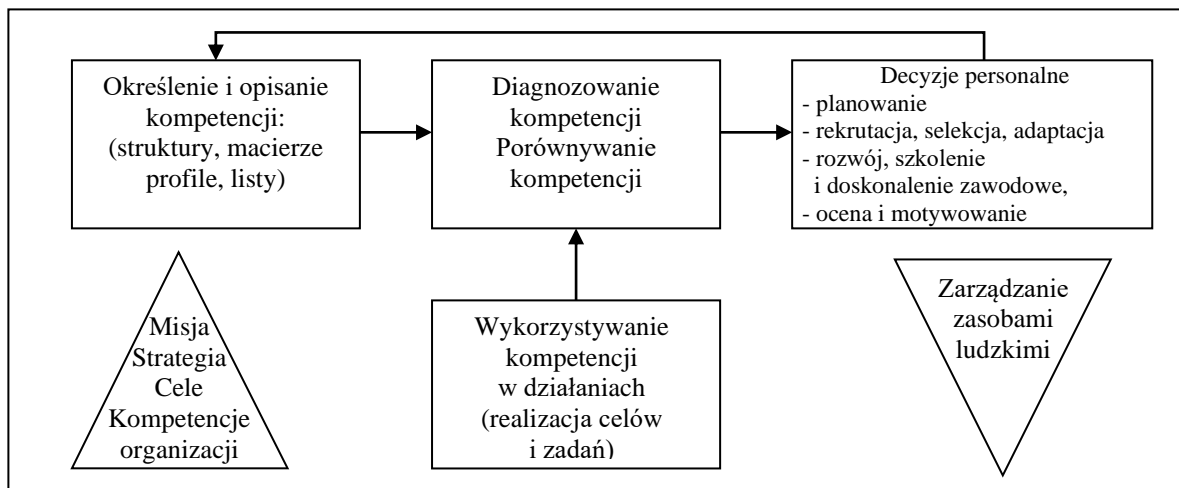 Określenie i opisanie
kompetencji:
(struktury, macierze
profile, listy)
Diagnozowanie
kompetencji
Porównywanie
kompetencji
Decyzje personalne
- planowanie
- rekrutacja, selekcja, adaptacja
- rozwój, szkolenie
i doskonalenie zawodowe,
- ocena i motywowanie
Misja
Strategia
Cele
Kompetencje
organizacji
Wykorzystywanie
kompetencji
w działaniach
(realizacja celów
i zadań)
Zarządzanie
zasobami
ludzkimi